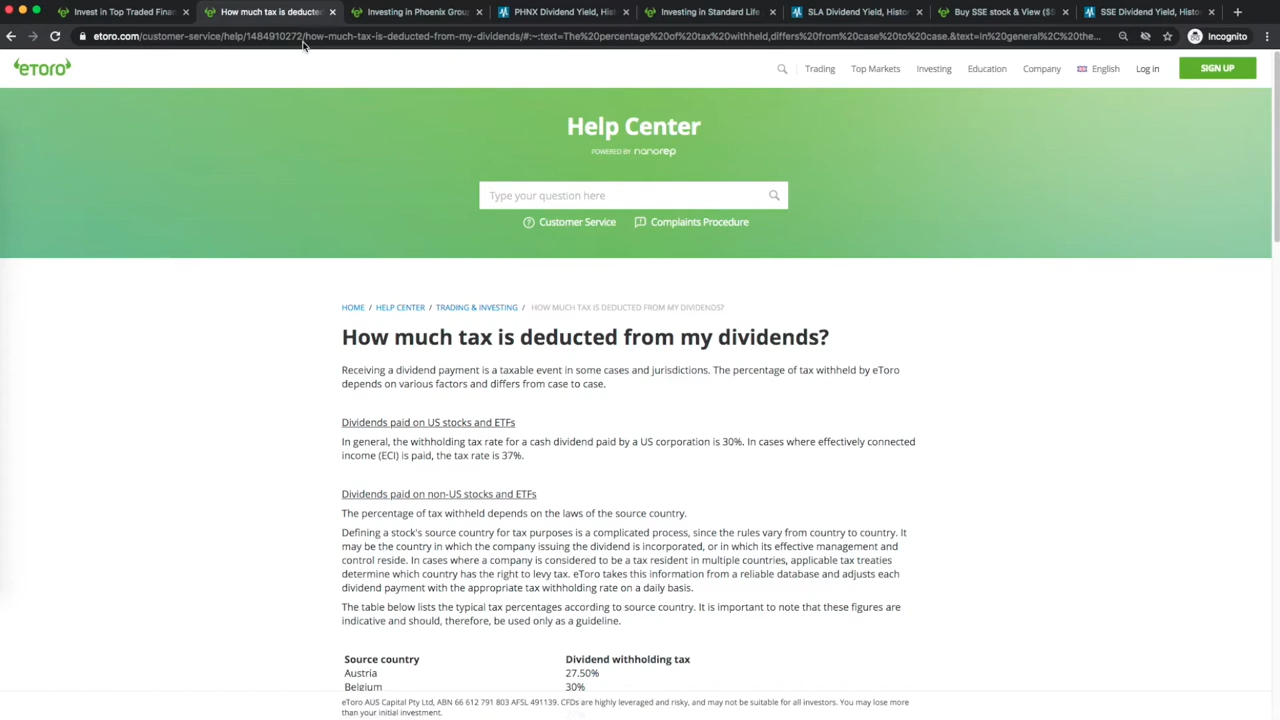 Invest in Top Traded Finan
How much tax is deducted
Investing in Phoenix Group
PHNX Dividend Yield, Hist
Investing in Standard Life
SLA Dividend Yield, Histo
Buy SSE stock & View ($S
SSE Dividend Yield, Histo
etoro.com/customer-service/help/1484910272/how-much-tax-is-deducted-from-my-dividends/#:~:text=The%20percentage%20of%20tax%20withheld,differs%20from%20case%20to%20case.&text=In%20general%2C%20the...
Incognito
eToro
Trading
Top Markets
Investing
Education
Company
English
Log in
SIGN UP
Help Center
POWERED BY nanorep
Type your question here
Customer Service
Complaints Procedure
HOME / HELP CENTER / TRADING & INVESTING / HOW MUCH TAX IS DEDUCTED FROM MY DIVIDENDS?
How much tax is deducted from my dividends?
Receiving a dividend payment is a taxable event in some cases and jurisdictions. The percentage of tax withheld by eToro
depends on various factors and differs from case to case.
Dividends paid on US stocks and ETFs
In general, the withholding tax rate for a cash dividend paid by a US corporation is 30%. In cases where effectively connected
income (ECI) is paid, the tax rate is 37%.
Dividends paid on non-US stocks and ETFs
The percentage of tax withheld depends on the laws of the source country.
Defining a stock's source country for tax purposes is a complicated process, since the rules vary from country to country. It
may be the country in which the company issuing the dividend is incorporated, or in which its effective management and
control reside. In cases where a company is considered to be a tax resident in multiple countries, applicable tax treaties
determine which country has the right to levy tax. eToro takes this information from a reliable database and adjusts each
dividend payment with the appropriate tax withholding rate on a daily basis.
The table below lists the typical tax percentages according to source country. It is important to note that these figures are
indicative and should, therefore, be used only as a guideline.
Source country Dividend withholding tax
Austria 27.50%
Belgium 30%
eToro AUS Capital Pty Ltd, ABN 66 612 791 803 AFSL 491139. CFDs are highly leveraged and risky, and may not be suitable for all investors. You may lose more
than your initial investment.